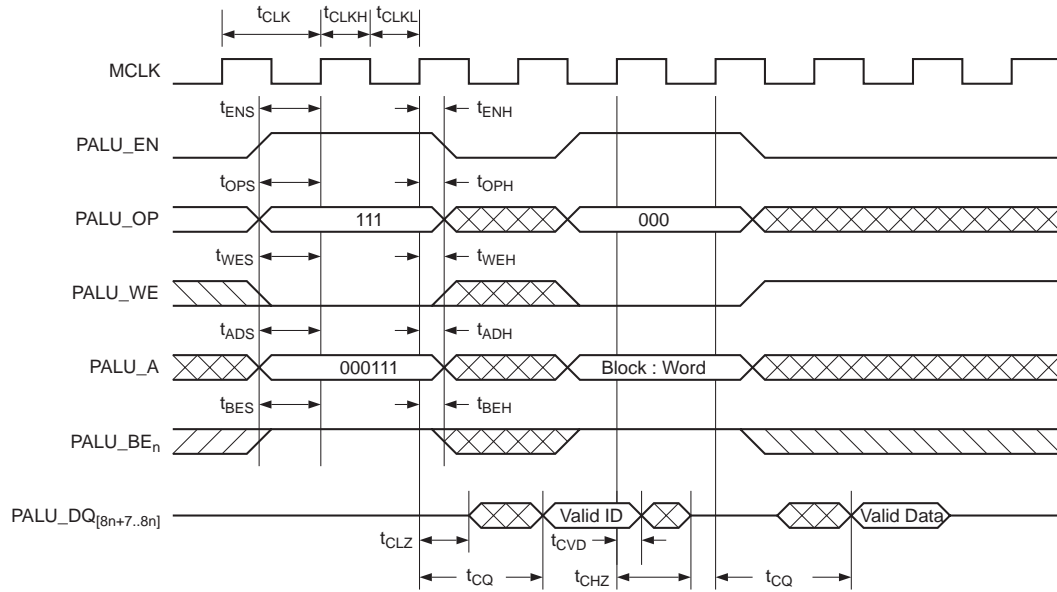 tCLK tCLKH tCLKL
MCLK
tENS tENH
PALU_EN
tOPS tOPH
PALU_OP 111 000
tWES tWEH
PALU_WE
tADS tADH
PALU_A 000111 Block : Word
tBES tBEH
PALU_BEn
PALU_DQ[8n+7..8n] Valid ID Valid Data
tCLZ tCVD
tCQ tCHZ tCQ